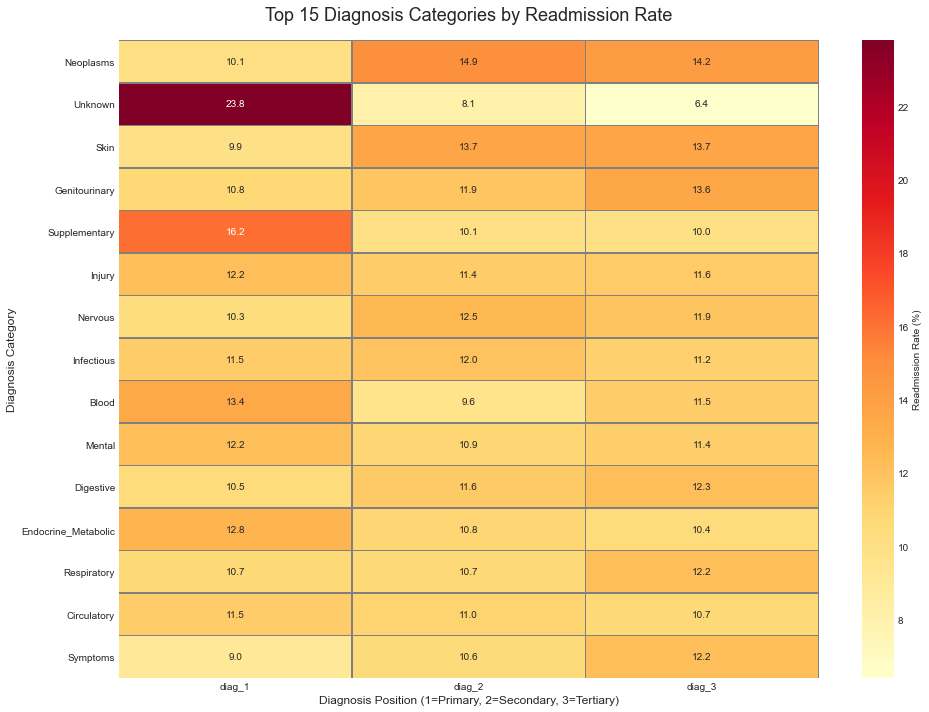 Top 15 Diagnosis Categories by Readmission Rate
Neoplasms 10.1 14.9 14.2
Unknown 23.8 8.1 6.4
Skin 9.9 13.7 13.7
Genitourinary 10.8 11.9 13.6
Supplementary 16.2 10.1 10.0
Injury 12.2 11.4 11.6
Nervous 10.3 12.5 11.9
Infectious 11.5 12.0 11.2
Blood 13.4 9.6 11.5
Mental 12.2 10.9 11.4
Digestive 10.5 11.6 12.3
Endocrine_Metabolic 12.8 10.8 10.4
Respiratory 10.7 10.7 12.2
Circulatory 11.5 11.0 10.7
Symptoms 9.0 10.6 12.2
diag_1 diag_2 diag_3
Diagnosis Position (1=Primary, 2=Secondary, 3=Tertiary)
Diagnosis Category
22
20
18
16
14
12
10
8
Readmission Rate (%)